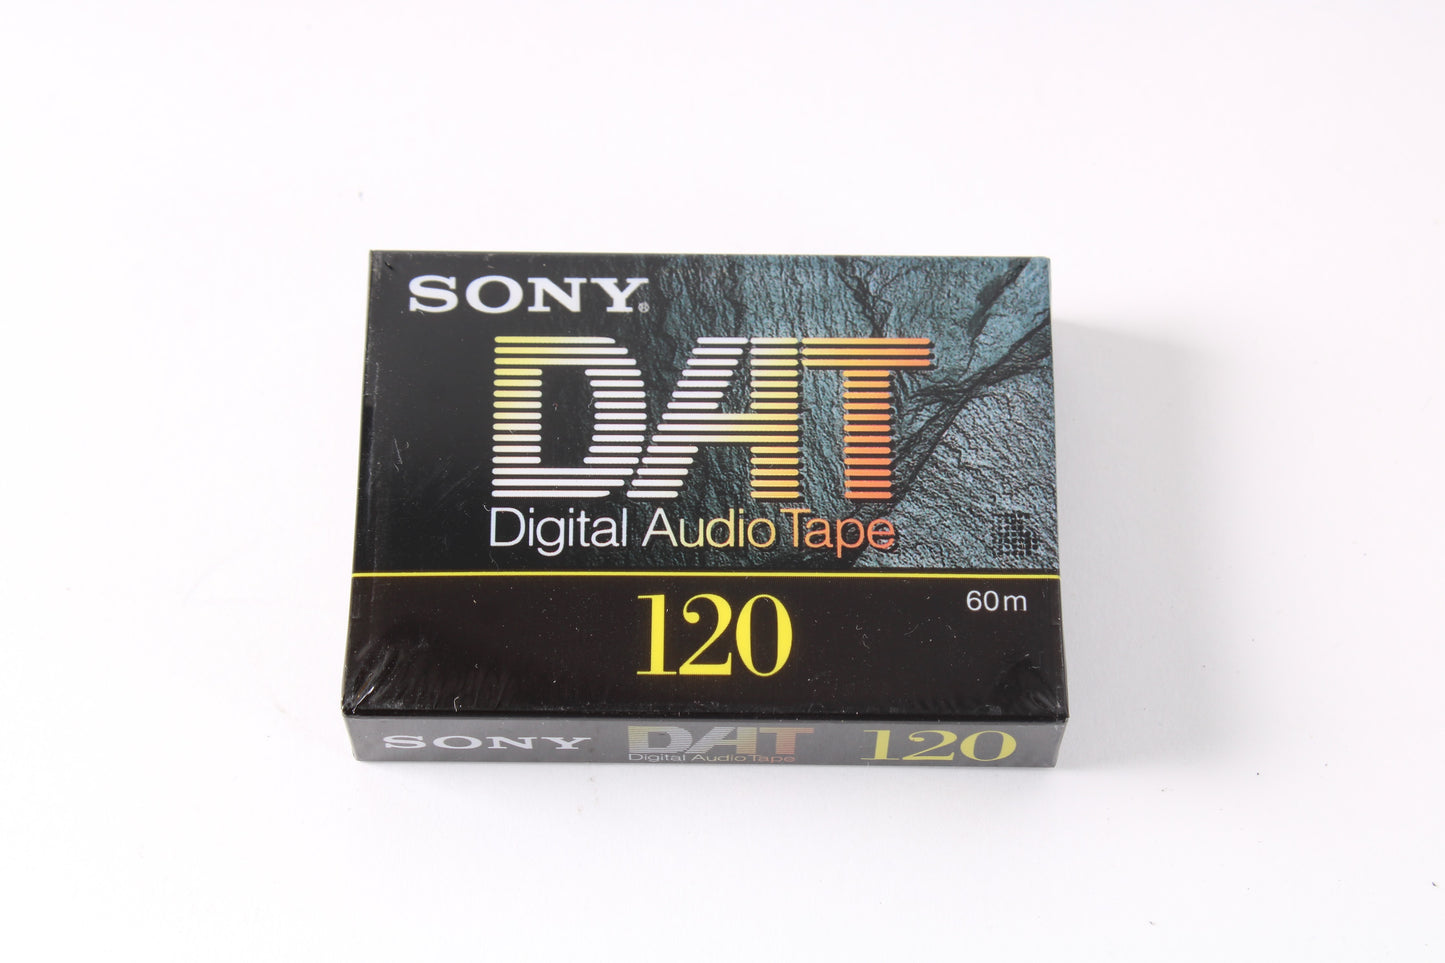 SONY®
DAT
Digital Audio Tape
120
60m
SONY DAT 120
Digital Audio Tape